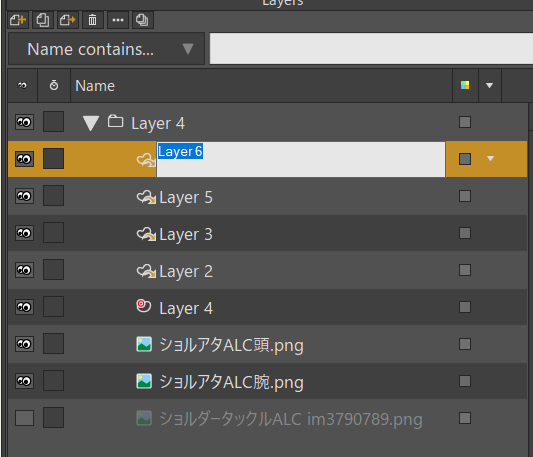 Layers
Name contains...
Name
Layer 4
Layer 6
Layer 5
Layer 3
Layer 2
Layer 4
ショルアタALC頭.png
ショルアタALC腕.png
ショルダータックルALC im3790789.png